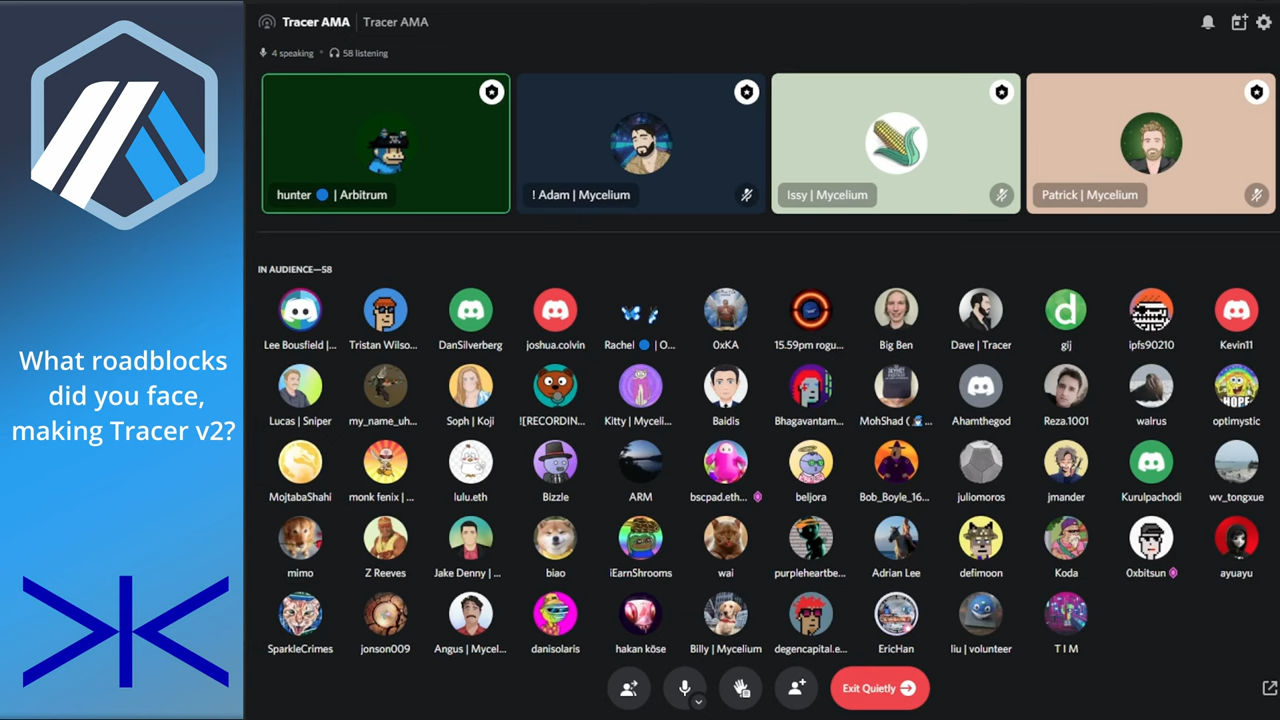 Tracer AMA | Tracer AMA
4 speaking • 58 listening
hunter | Arbitrum
! Adam | Mycelium
Issy | Mycelium
Patrick | Mycelium
What roadblocks
did you face,
making Tracer v2?
IN AUDIENCE—58
Lee Bousfield |... Tristan Wilso... DanSilverberg joshua.colvin Rachel | O... 0xKA 15.59pm rogu... Big Ben Dave | Tracer gij ipfs90210 Kevin11
Lucas | Sniper my_name_uh... Soph | Koji ![RECORDIN... Kitty | Myceli... Baidis Bhagavantam... MohShad ( ... Ahamthegod Reza.1001 walrus optimystic
HOPE
MojtabaShahi monk fenix | ... lulu.eth Bizzle ARM bscpad.eth... beljora Bob_Boyle_16... juliomoros jmander Kurulpachodi wv_tongxue
mimo Z Reeves Jake Denny | ... biao iEarnShrooms wai purpleheartbe... Adrian Lee defimoon Koda 0xbitsun ayuayu
SparkleCrimes jonson009 Angus | Mycel... danisolaris hakan köse Billy | Mycelium degencapital.e... EricHan liu | volunteer T I M
Exit Quietly